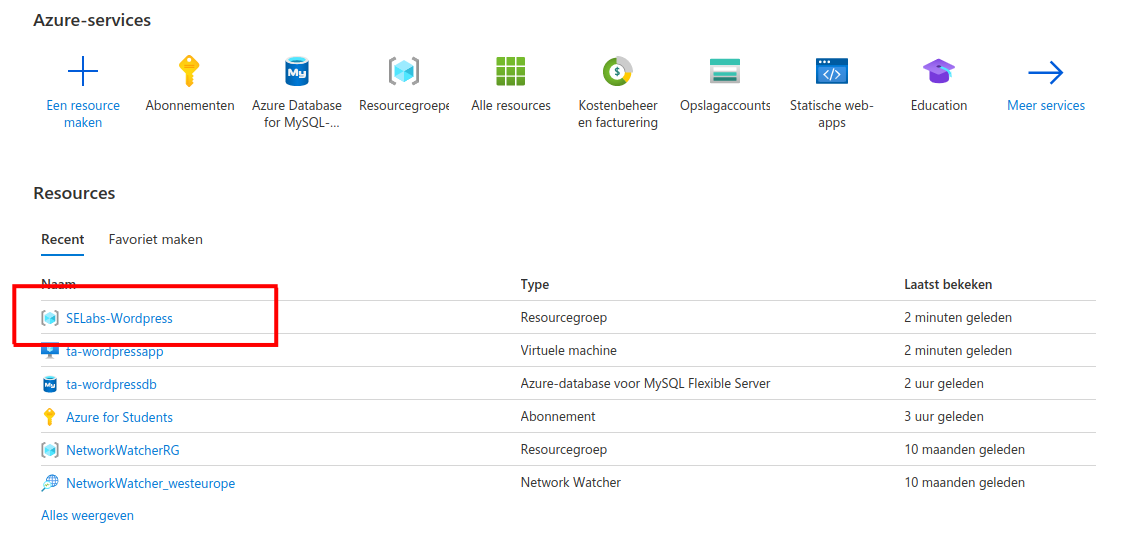 Azure-services
Een resource maken
Abonnementen
Azure Database for MySQL-...
Resourcegroepe
Alle resources
Kostenbeheer en facturering
Opslagaccounts
Statische web-apps
Education
Meer services
Resources
Recent Favoriet maken
Naam Type Laatst bekeken
SELabs-Wordpress Resourcegroep 2 minuten geleden
ta-wordpressapp Virtuele machine 2 minuten geleden
My ta-wordpressdb Azure-database voor MySQL Flexible Server 2 uur geleden
Azure for Students Abonnement 3 uur geleden
NetworkWatcherRG Resourcegroep 10 maanden geleden
NetworkWatcher_westeurope Network Watcher 10 maanden geleden
Alles weergeven